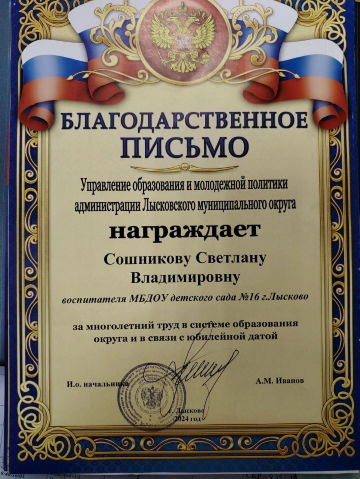 БЛАГОДАРСТВЕННОЕ
ПИСЬМО
Управление образования и молодежной политики
администрации Лысковского муниципального округа
награждает
Сошникову Светлану
Владимировну
воспитателя МБДОУ детского сада №16 г.Лысково
за многолетний труд в системе образования
округа и в связи с юбилейной датой
И.о. начальника
А.М. Иванов
г. Лысково
2024 год